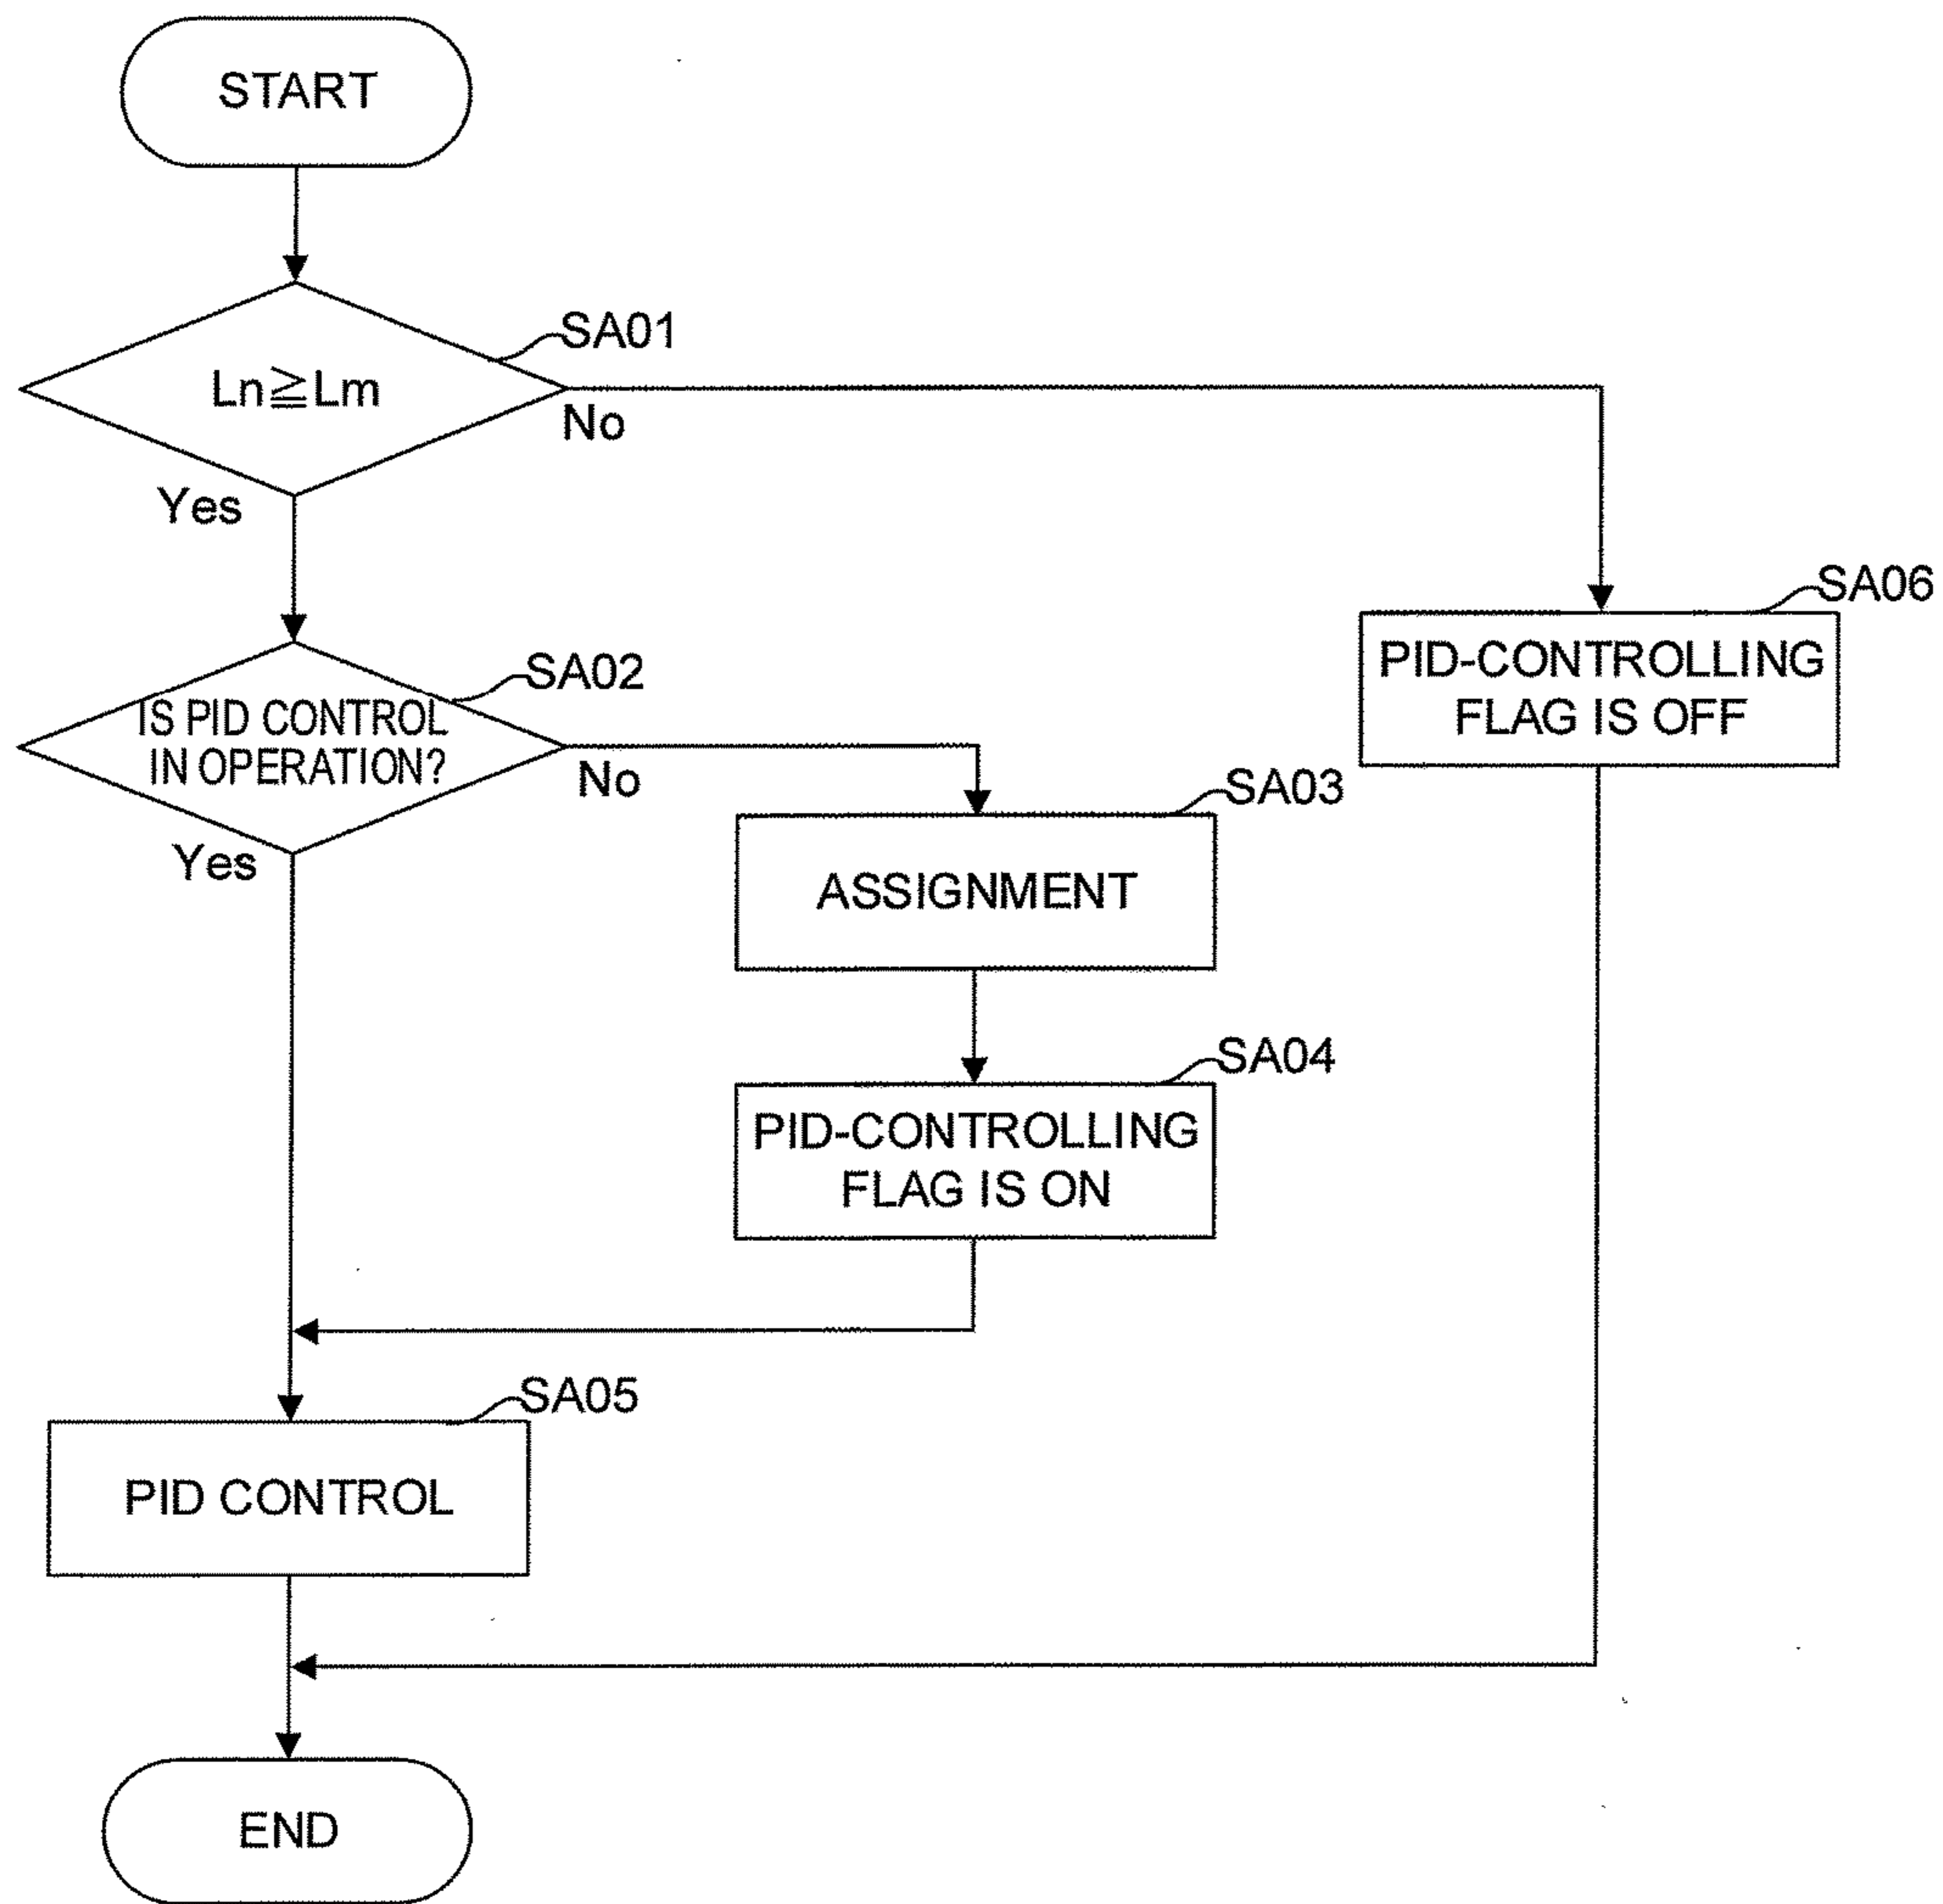 START
SA01
Ln≧Lm
No
Yes
SA02
IS PID CONTROL
IN OPERATION?
No
Yes
SA06
PID-CONTROLLING
FLAG IS OFF
SA03
ASSIGNMENT
SA04
PID-CONTROLLING
FLAG IS ON
SA05
PID CONTROL
END